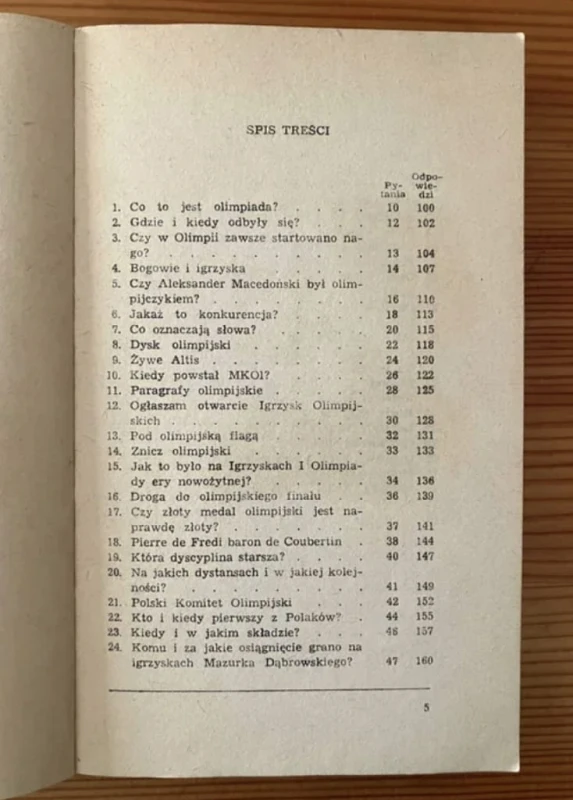 SPIS TREŚCI
Py- Odpo-
tania wie-
dzi
1. Co to jest olimpiada? . . . . 10 100
2. Gdzie i kiedy odbyły się? . . . . 12 102
3. Czy w Olimpii zawsze startowano na-
go? . . . . . . . . . . 13 104
4. Bogowie i igrzyska . . . . . 14 107
5. Czy Aleksander Macedoński był olim-
pijczykiem? . . . . . . . . 16 110
6. Jakaż to konkurencja? . . . . 18 113
7. Co oznaczają słowa? . . . . . 20 115
8. Dysk olimpijski . . . . . . 22 118
9. Żywe Altis . . . . . . . . 24 120
10. Kiedy powstał MKOl? . . . . 26 122
11. Paragrafy olimpijskie . . . . . 28 125
12. Ogłaszam otwarcie Igrzysk Olimpij-
skich . . . . . . . . . . 30 128
13. Pod olimpijską flagą . . . . . 32 131
14. Znicz olimpijski . . . . . . 33 133
15. Jak to było na Igrzyskach I Olimpia-
dy ery nowożytnej? . . . . . 34 136
16. Droga do olimpijskiego finału . . 36 139
17. Czy złoty medal olimpijski jest na-
prawdę złoty? . . . . . . . 37 141
18. Pierre de Fredi baron de Coubertin . 38 144
19. Która dyscyplina starsza? . . . . 40 147
20. Na jakich dystansach i w jakiej kolej-
ności? . . . . . . . . . 41 149
21. Polski Komitet Olimpijski . . . 42 152
22. Kto i kiedy pierwszy z Polaków? . 44 155
23. Kiedy i w jakim składzie? . . . 46 157
24. Komu i za jakie osiągnięcie grano na
igrzyskach Mazurka Dąbrowskiego? 47 160
5